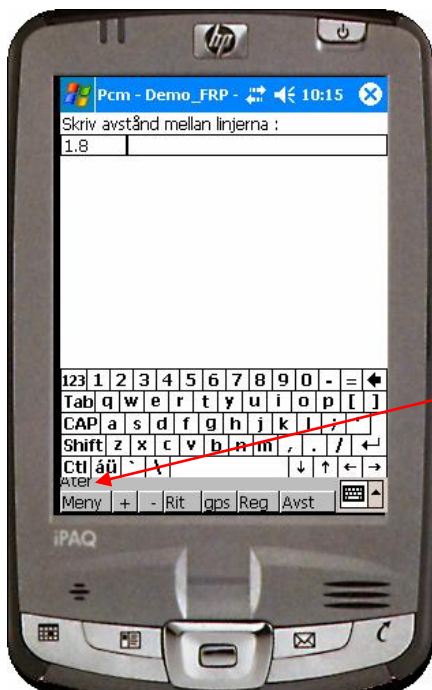 hp
Pcm - Demo_FRP - 10:15
Skriv avstånd mellan linjerna :
1.8
123 1 2 3 4 5 6 7 8 9 0 - =
Tab q w e r t y u i o p [ ]
CAP a s d f g h j k l ; '
Shift z x c v b n m , . /
Ctl áü ` \
Åter
Meny + - Rit gps Reg Avst
iPAQ